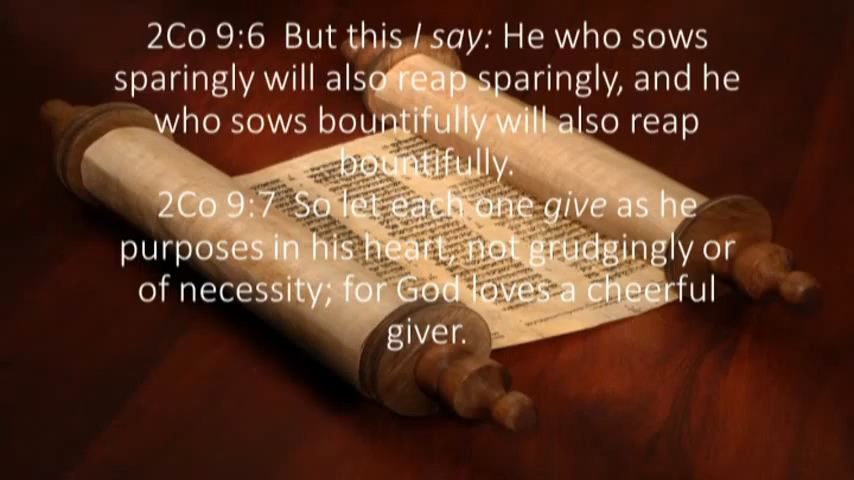 2Co 9:6 But this I say: He who sows
sparingly will also reap sparingly, and he
who sows bountifully will also reap
bountifully.
2Co 9:7 So let each one give as he
purposes in his heart, not grudgingly or
of necessity; for God loves a cheerful
giver.